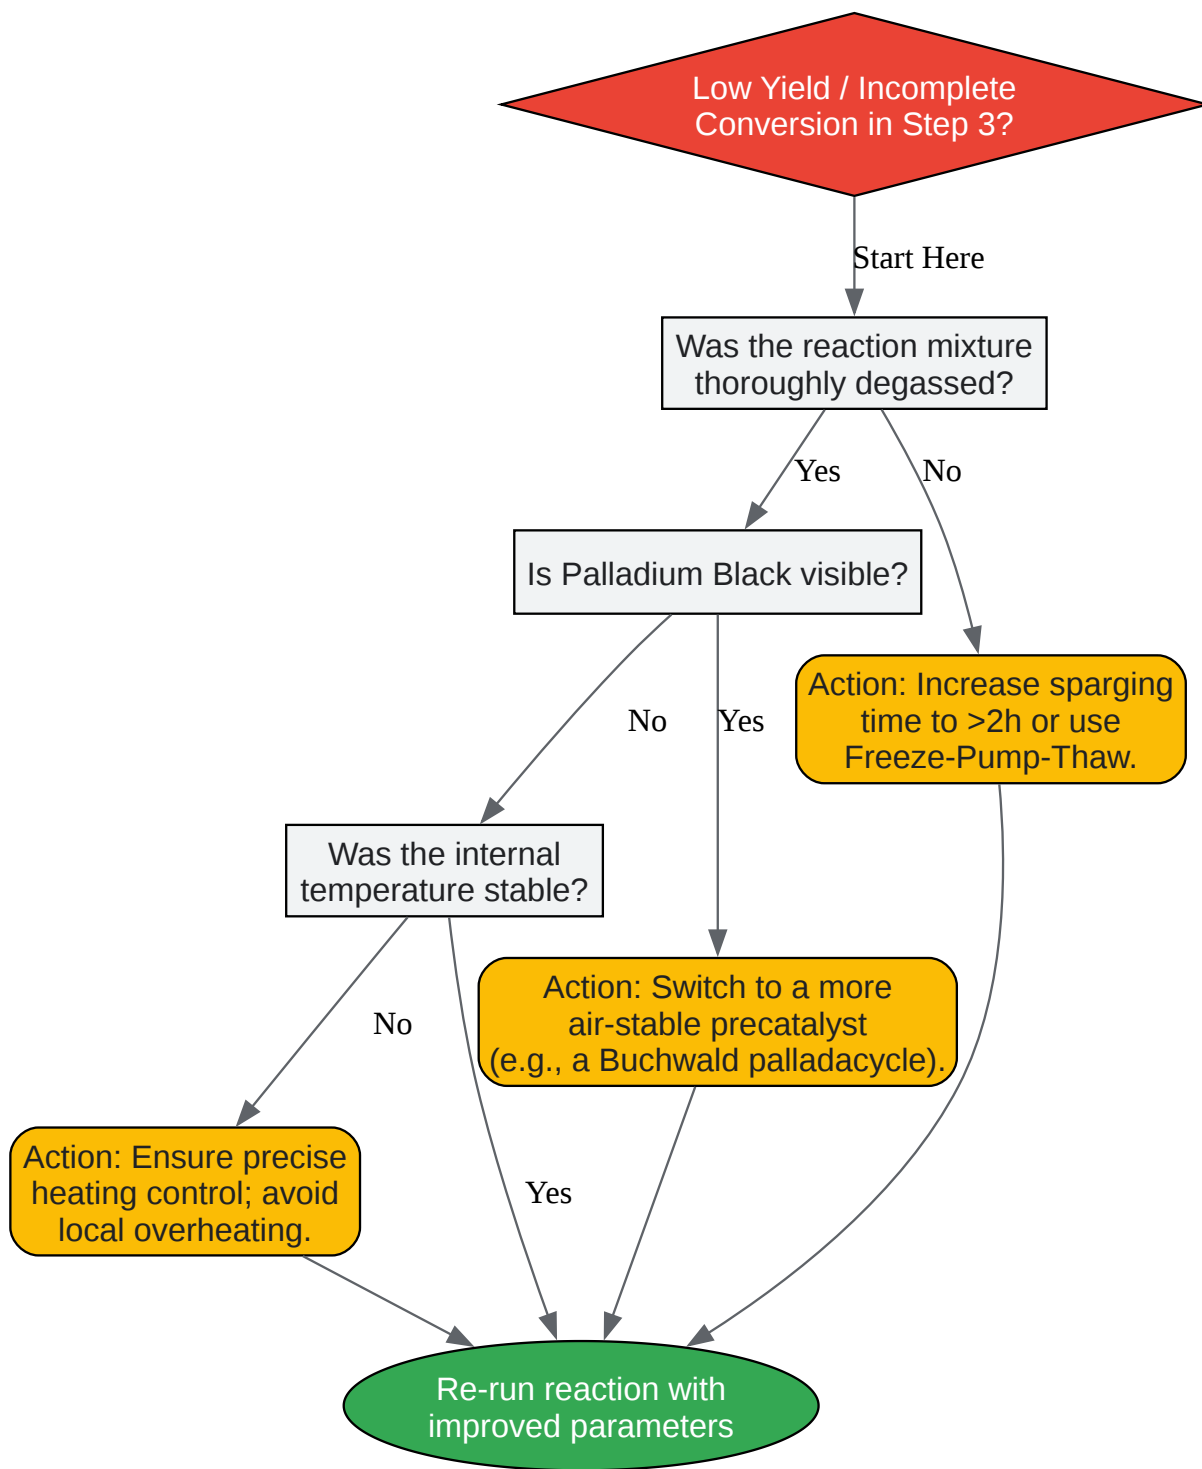 Low Yield / Incomplete
Conversion in Step 3?
Start Here
Was the reaction mixture
thoroughly degassed?
Yes
No
Is Palladium Black visible?
Action: Increase sparging
time to >2h or use
Freeze-Pump-Thaw.
No
Yes
Was the internal
temperature stable?
Action: Switch to a more
air-stable precatalyst
(e.g., a Buchwald palladacycle).
No
Yes
Action: Ensure precise
heating control; avoid
local overheating.
Re-run reaction with
improved parameters